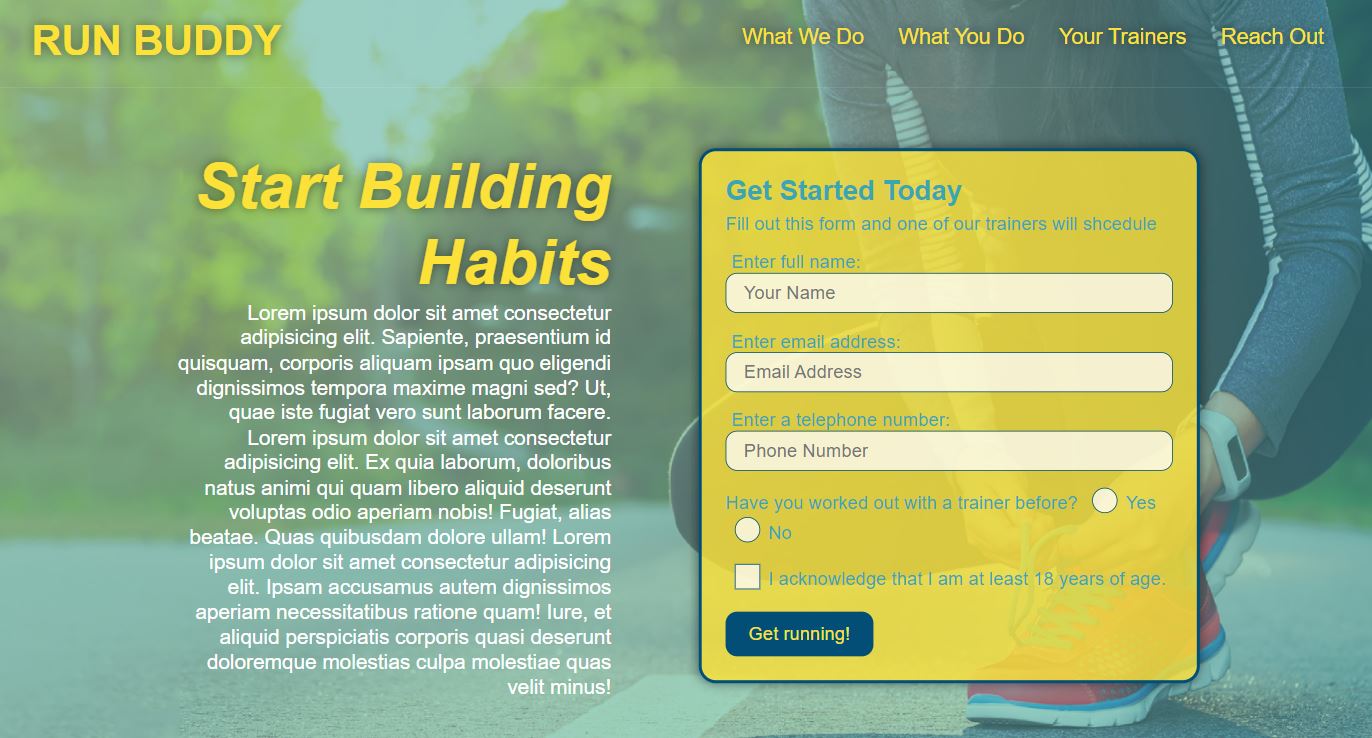 RUN BUDDY
What We Do What You Do Your Trainers Reach Out
Start Building
Habits
Lorem ipsum dolor sit amet consectetur
adipisicing elit. Sapiente, praesentium id
quisquam, corporis aliquam ipsam quo eligendi
dignissimos tempora maxime magni sed? Ut,
quae iste fugiat vero sunt laborum facere.
Lorem ipsum dolor sit amet consectetur
adipisicing elit. Ex quia laborum, doloribus
natus animi qui quam libero aliquid deserunt
voluptas odio aperiam nobis! Fugiat, alias
beatae. Quas quibusdam dolore ullam! Lorem
ipsum dolor sit amet consectetur adipisicing
elit. Ipsam accusamus autem dignissimos
aperiam necessitatibus ratione quam! Iure, et
aliquid perspiciatis corporis quasi deserunt
doloremque molestias culpa molestiae quas
velit minus!
Get Started Today
Fill out this form and one of our trainers will shcedule
Enter full name:
Your Name
Enter email address:
Email Address
Enter a telephone number:
Phone Number
Have you worked out with a trainer before? Yes
No
I acknowledge that I am at least 18 years of age.
Get running!